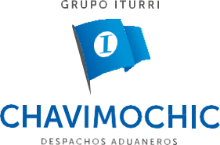 GRUPO ITURRI
I
CHAVIMOCHIC
DESPACHOS ADUANEROS